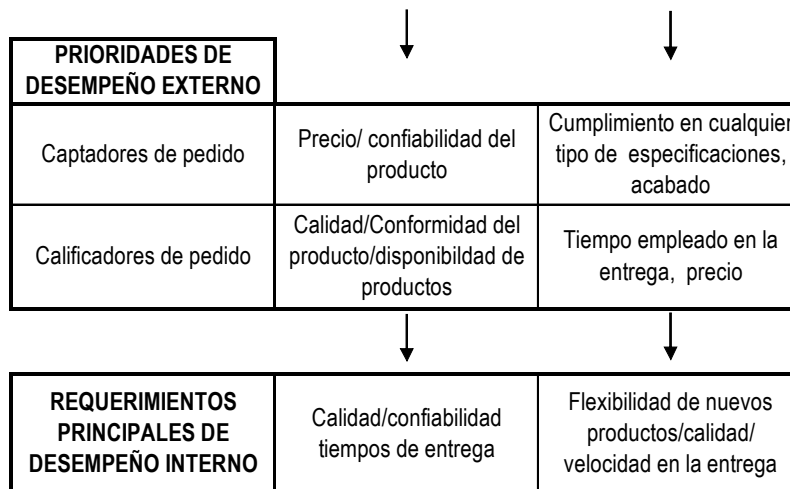 PRIORIDADES DE
DESEMPEÑO EXTERNO
Captadores de pedido
Precio/ confiabilidad del
producto
Cumplimiento en cualquier
tipo de  especificaciones,
acabado
Calificadores de pedido
Calidad/Conformidad del
producto/disponibildad de
productos
Tiempo empleado en la
entrega,  precio
REQUERIMIENTOS
PRINCIPALES DE
DESEMPEÑO INTERNO
Calidad/confiabilidad
tiempos de entrega
Flexibilidad de nuevos
productos/calidad/
velocidad en la entrega